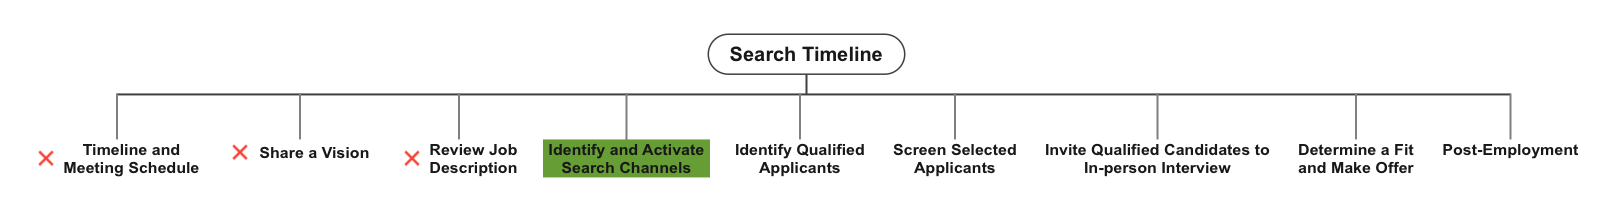 Search Timeline
Timeline and
Meeting Schedule
Share a Vision
Review Job
Description
Identify and Activate
Search Channels
Identify Qualified
Applicants
Screen Selected
Applicants
Invite Qualified Candidates to
In-person Interview
Determine a Fit
and Make Offer
Post-Employment